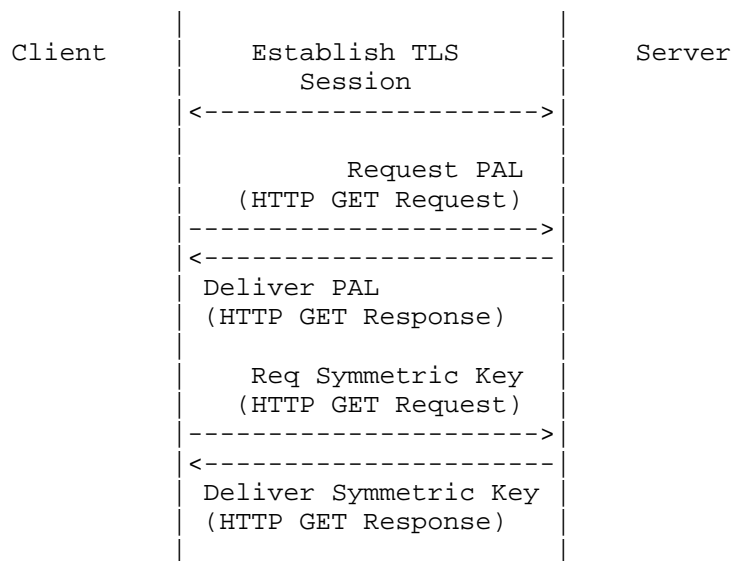 Client Establish TLS Server
Session
Request PAL
(HTTP GET Request)
Deliver PAL
(HTTP GET Response)
Req Symmetric Key
(HTTP GET Request)
Deliver Symmetric Key
(HTTP GET Response)